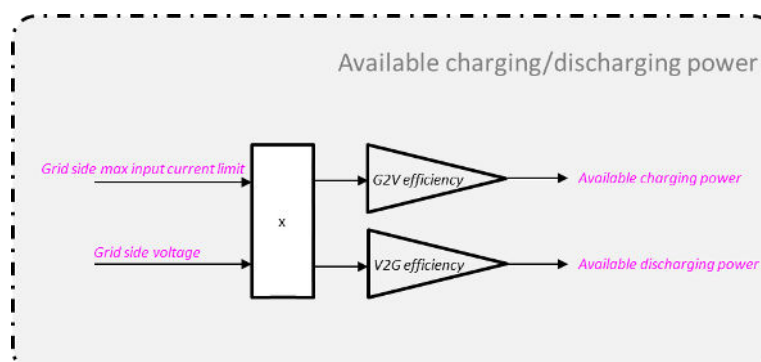 Available charging/discharging power
Grid side max input current limit
G2V efficiency
Available charging power
x
Grid side voltage
V2G efficiency
Available discharging power